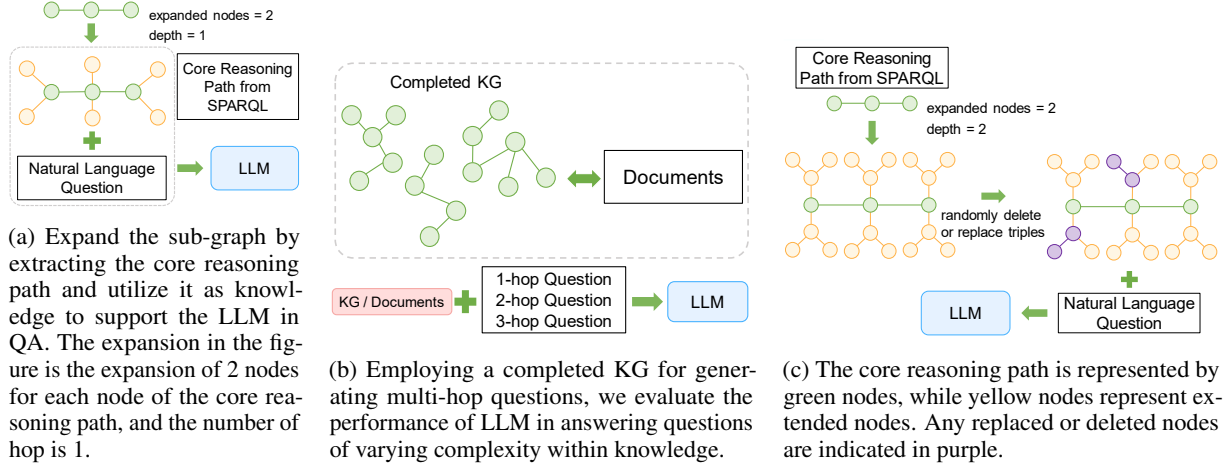 expanded nodes = 2
depth = 1
Core Reasoning
Path from
SPARQL
Natural Language
Question
LLM
(a) Expand the sub-graph by
extracting the core reasoning
path and utilize it as knowl-
edge to support the LLM in
QA. The expansion in the fig-
ure is the expansion of 2 nodes
for each node of the core rea-
soning path, and the number of
hop is 1.
Completed KG
Documents
KG / Documents
1-hop Question
2-hop Question
3-hop Question
LLM
(b) Employing a completed KG for gener-
ating multi-hop questions, we evaluate the
performance of LLM in answering questions
of varying complexity within knowledge.
Core Reasoning
Path from SPARQL
expanded nodes = 2
depth = 2
randomly delete
or replace triples
LLM
Natural Language
Question
(c) The core reasoning path is represented by
green nodes, while yellow nodes represent ex-
tended nodes. Any replaced or deleted nodes
are indicated in purple.